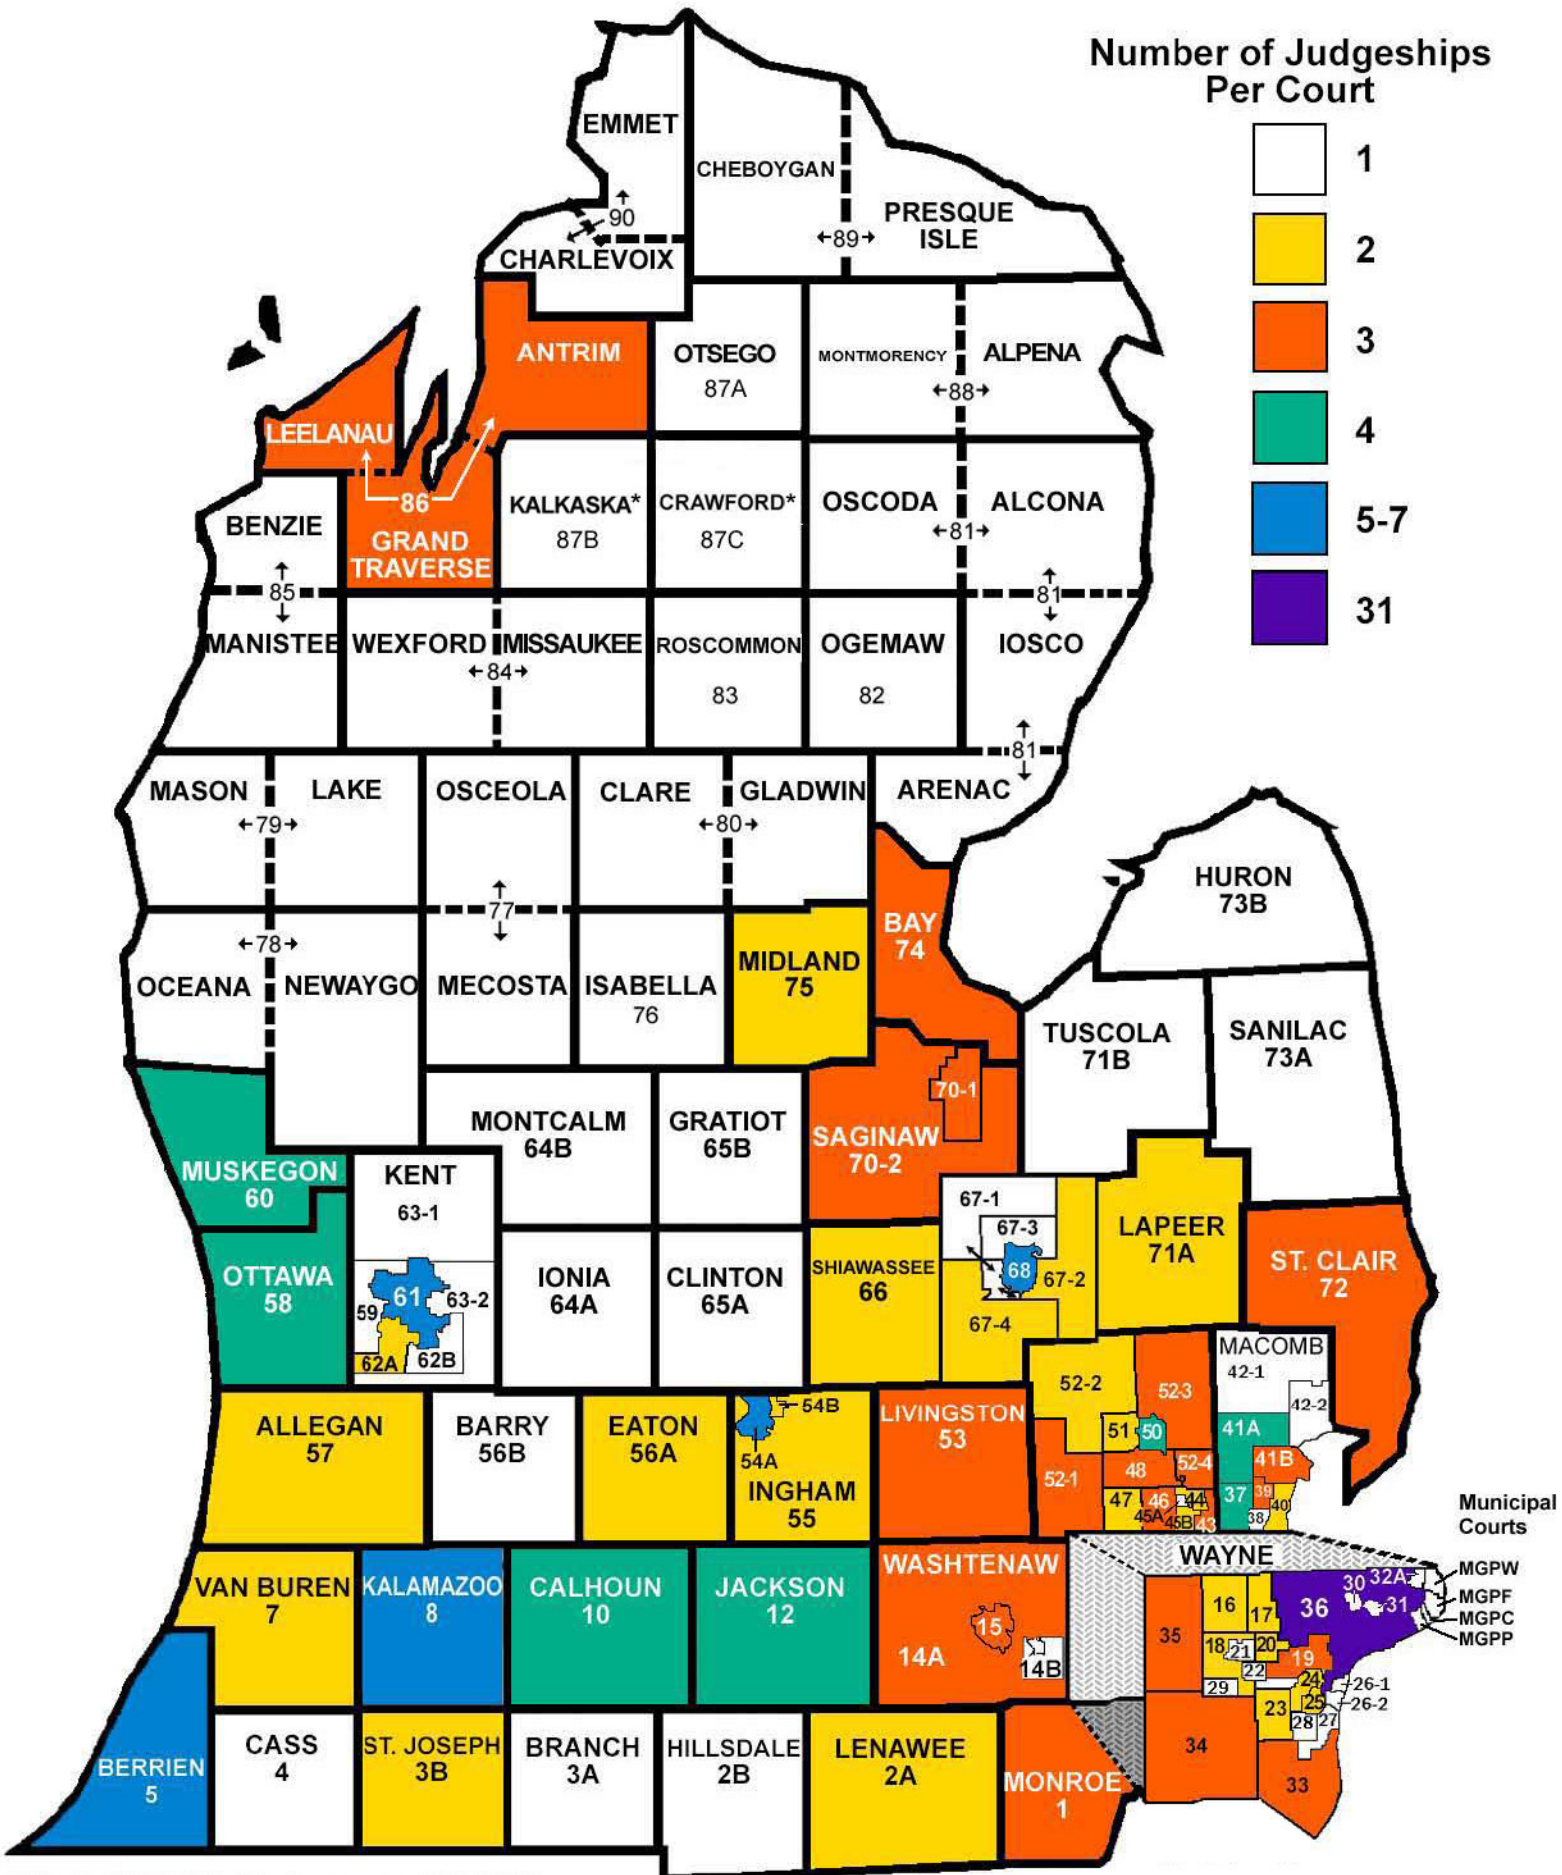 Number of Judgeships
Per Court
1
2
3
4
5-7
31
EMMET
CHEBOYGAN
PRESQUE
ISLE
90
89
CHARLEVOIX
ANTRIM
OTSEGO
87A
MONTMORENCY
ALPENA
88
LEELANAU
86
GRAND
TRAVERSE
BENZIE
85
KALKASKA*
87B
CRAWFORD*
87C
OSCODA
ALCONA
81
81
MANISTEE
WEXFORD
MISSAUKEE
84
ROSCOMMON
83
OGEMAW
82
IOSCO
81
MASON
LAKE
79
OSCEOLA
CLARE
GLADWIN
80
ARENAC
77
HURON
73B
BAY
74
78
OCEANA
NEWAYGO
MECOSTA
ISABELLA
76
MIDLAND
75
TUSCOLA
71B
SANILAC
73A
70-1
SAGINAW
70-2
MONTCALM
64B
GRATIOT
65B
MUSKEGON
60
KENT
63-1
67-1
67-3
68
67-2
67-4
LAPEER
71A
ST. CLAIR
72
OTTAWA
58
61
59
63-2
62A
62B
IONIA
64A
CLINTON
65A
SHIAWASSEE
66
MACOMB
42-1
42-2
52-2
52-3
ALLEGAN
57
BARRY
56B
EATON
56A
54B
54A
INGHAM
55
LIVINGSTON
53
51
50
41A
41B
52-1
48
52-4
47
46
44
45A
45B
43
37
39
40
38
Municipal
Courts
WAYNE
MGPW
MGPF
MGPC
MGPP
VAN BUREN
7
KALAMAZOO
8
CALHOUN
10
JACKSON
12
WASHTENAW
15
14A
14B
35
16
17
36
30
32A
31
18
21
20
19
22
29
24
26-1
26-2
23
25
28
27
34
33
BERRIEN
5
CASS
4
ST. JOSEPH
3B
BRANCH
3A
HILLSDALE
2B
LENAWEE
2A
MONROE
1